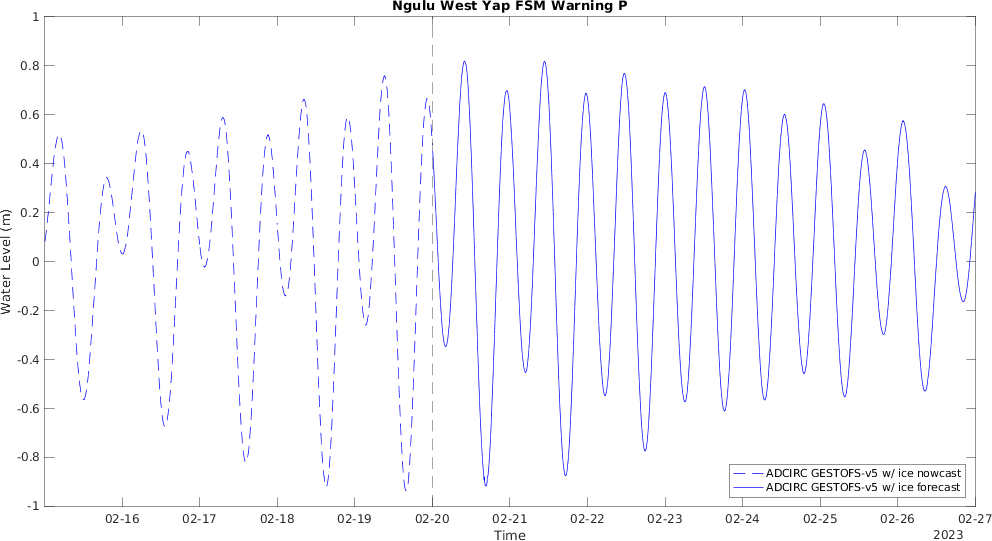 Ngulu West Yap FSM Warning P
Water Level (m)
1
0.8
0.6
0.4
0.2
0
-0.2
-0.4
-0.6
-0.8
-1
ADCIRC GESTOFS-v5 w/ ice nowcast
ADCIRC GESTOFS-v5 w/ ice forecast
02-16 02-17 02-18 02-19 02-20 02-21 02-22 02-23 02-24 02-25 02-26 02-27
Time
2023